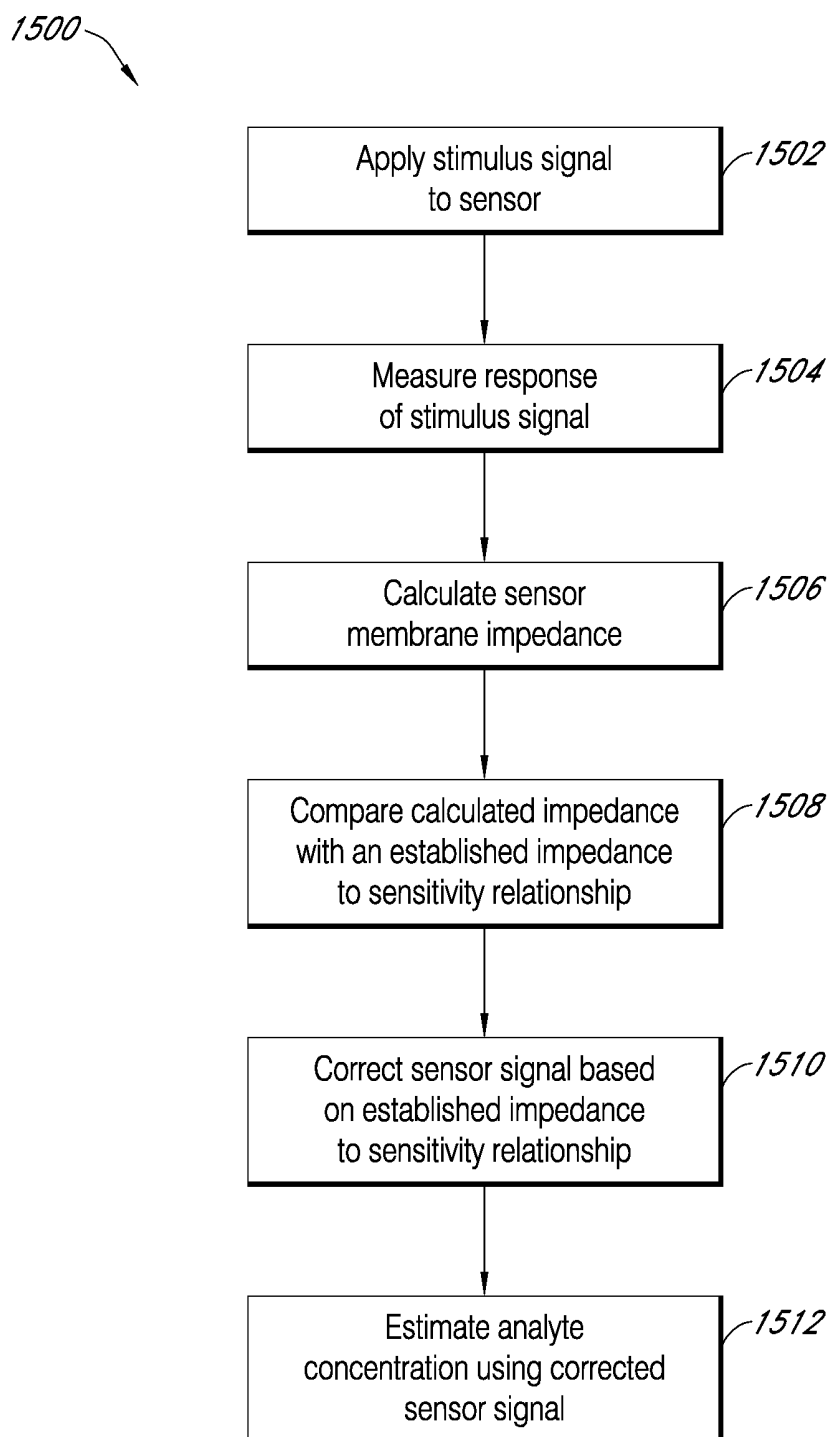 1500
Apply stimulus signal
to sensor
1502
Measure response
of stimulus signal
1504
Calculate sensor
membrane impedance
1506
Compare calculated impedance
with an established impedance
to sensitivity relationship
1508
Correct sensor signal based
on established impedance
to sensitivity relationship
1510
Estimate analyte
concentration using corrected
sensor signal
1512